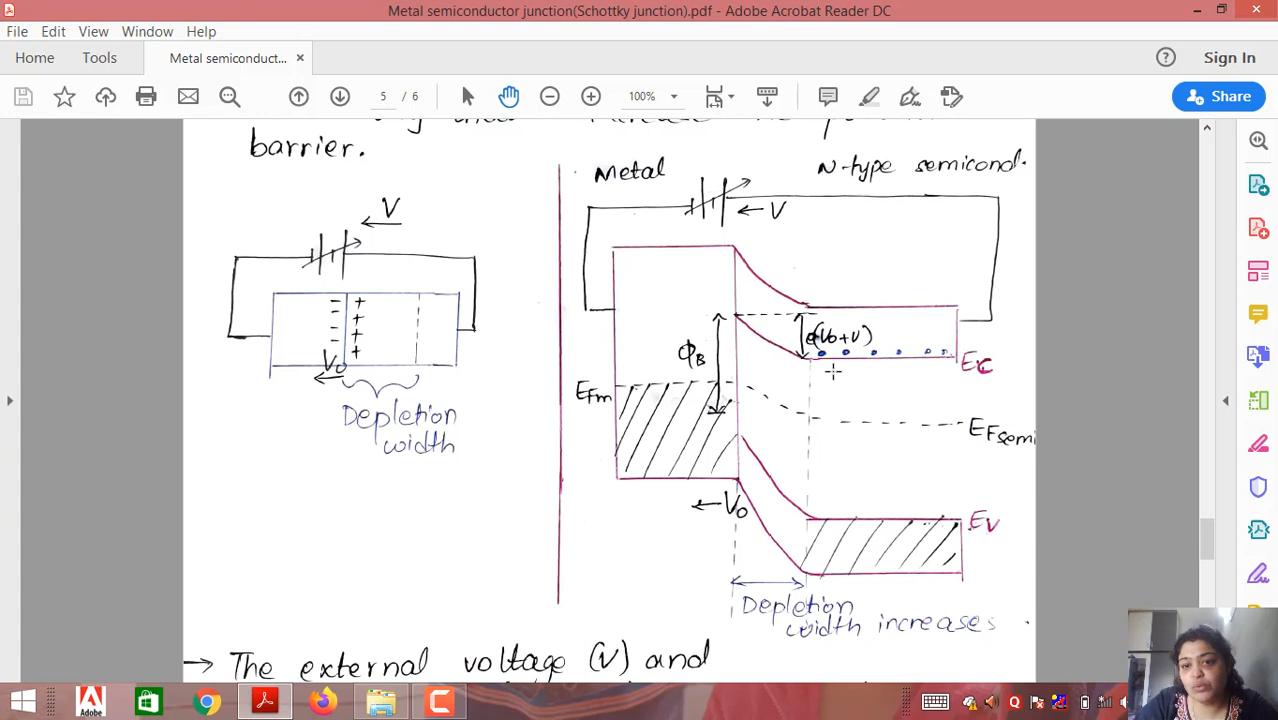 Metal semiconductor junction(Schottky junction).pdf - Adobe Acrobat Reader DC
File Edit View Window Help
Home Tools Metal semiconduct... × Sign In
5 / 6 100% Share
barrier.
Metal N-type semicond.
V
← V
- +
- +
- +
- +
V₀
Depletion
width
e(V₀+V)
ΦB
EC
EFm
EFsemi
← V₀
EV
Depletion
width increases
→ The external voltage (V) and
Adobe